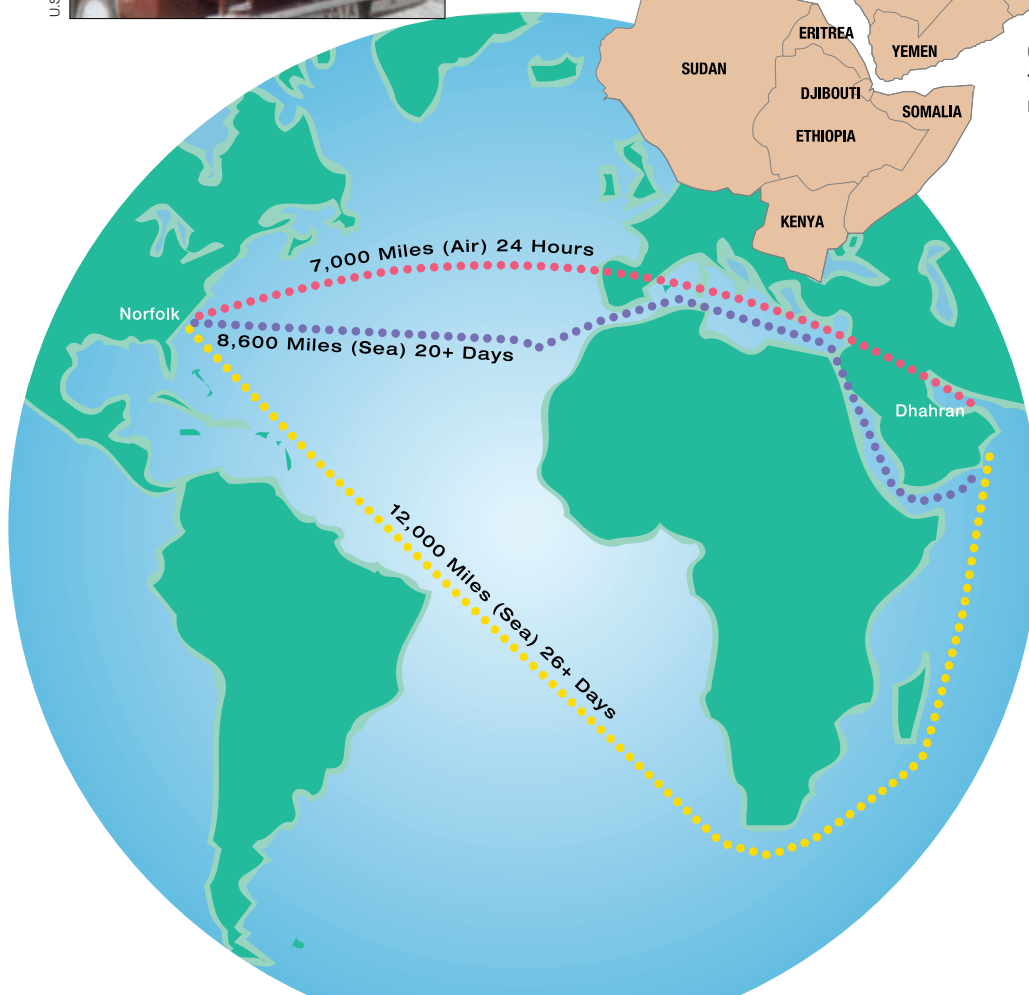 U.S
ERITREA
YEMEN
SUDAN
DJIBOUTI
SOMALIA
ETHIOPIA
KENYA
7,000 Miles (Air) 24 Hours
Norfolk
8,600 Miles (Sea) 20+ Days
Dhahran
12,000 Miles (Sea) 26+ Days